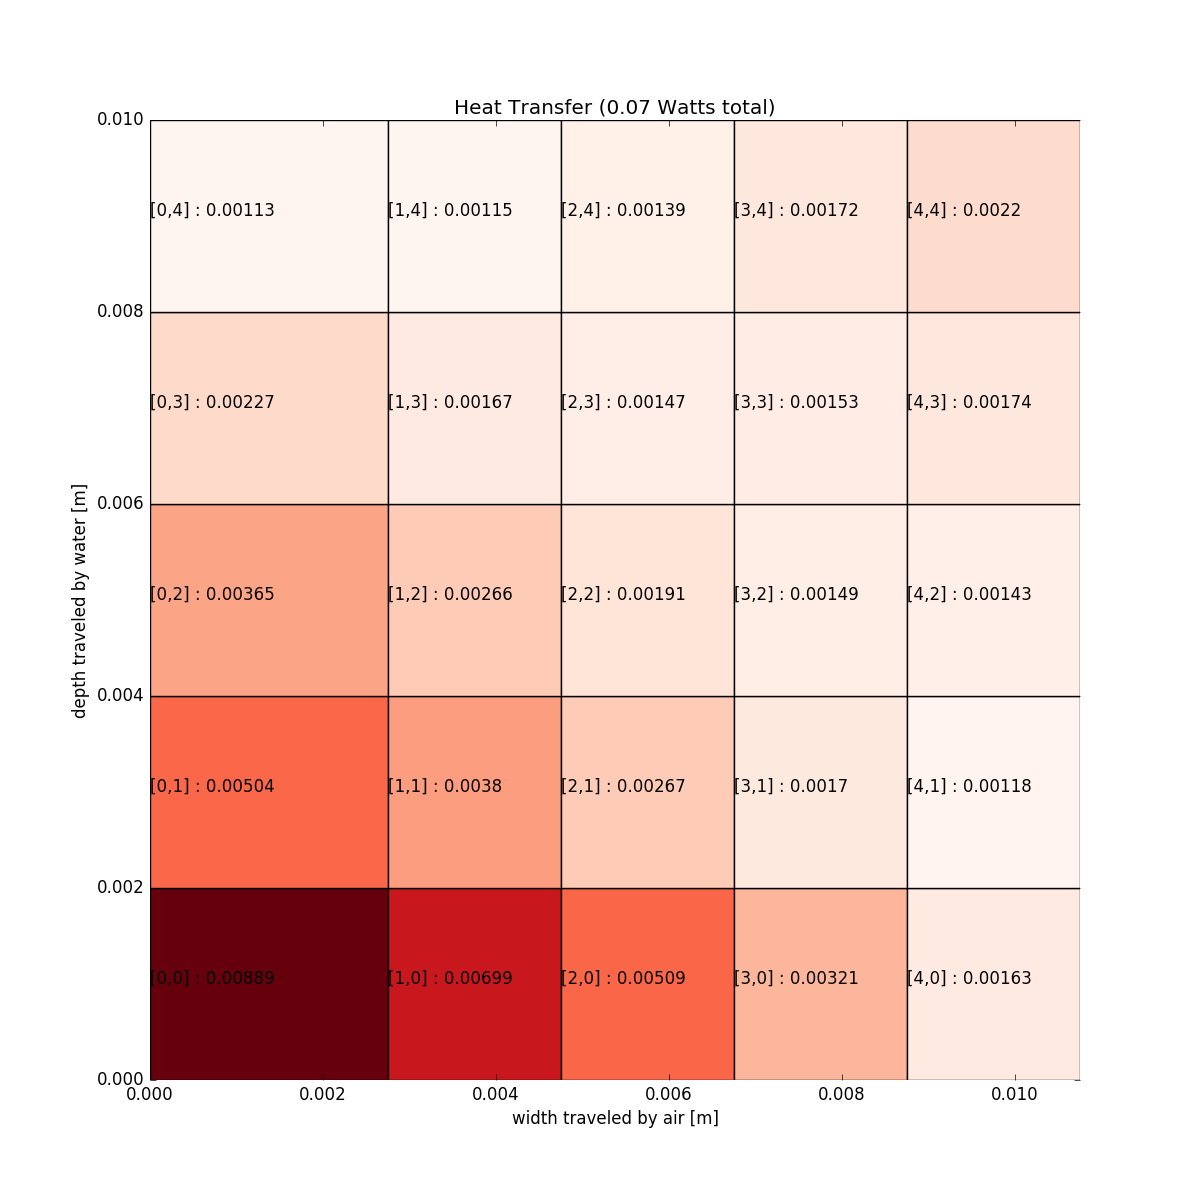 Heat Transfer (0.07 Watts total)
0.010
[0,4] : 0.00113 [1,4] : 0.00115 [2,4] : 0.00139 [3,4] : 0.00172 [4,4] : 0.0022
0.008
[0,3] : 0.00227 [1,3] : 0.00167 [2,3] : 0.00147 [3,3] : 0.00153 [4,3] : 0.00174
0.006
[0,2] : 0.00365 [1,2] : 0.00266 [2,2] : 0.00191 [3,2] : 0.00149 [4,2] : 0.00143
depth traveled by water [m]
0.004
[0,1] : 0.00504 [1,1] : 0.0038 [2,1] : 0.00267 [3,1] : 0.0017 [4,1] : 0.00118
0.002
[0,0] : 0.00889 [1,0] : 0.00699 [2,0] : 0.00509 [3,0] : 0.00321 [4,0] : 0.00163
0.000
0.000 0.002 0.004 0.006 0.008 0.010
width traveled by air [m]